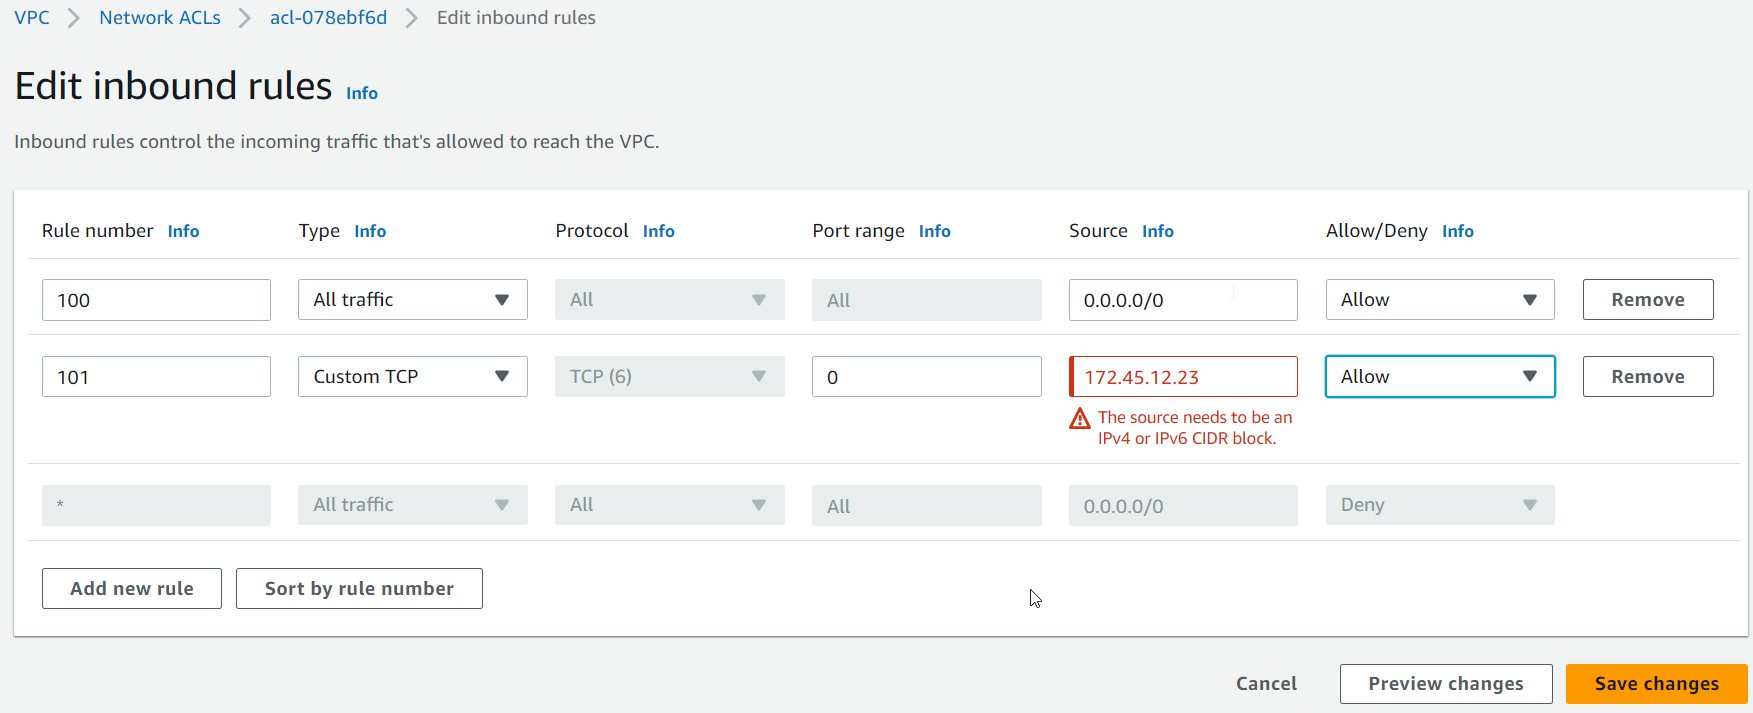 VPC > Network ACLs > acl-078ebf6d > Edit inbound rules
Edit inbound rules Info
Inbound rules control the incoming traffic that's allowed to reach the VPC.
Rule number Info Type Info Protocol Info Port range Info Source Info Allow/Deny Info
100 All traffic All All 0.0.0.0/0 Allow Remove
101 Custom TCP TCP (6) 0 172.45.12.23 Allow Remove
The source needs to be an
IPv4 or IPv6 CIDR block.
* All traffic All All 0.0.0.0/0 Deny
Add new rule Sort by rule number
Cancel Preview changes Save changes